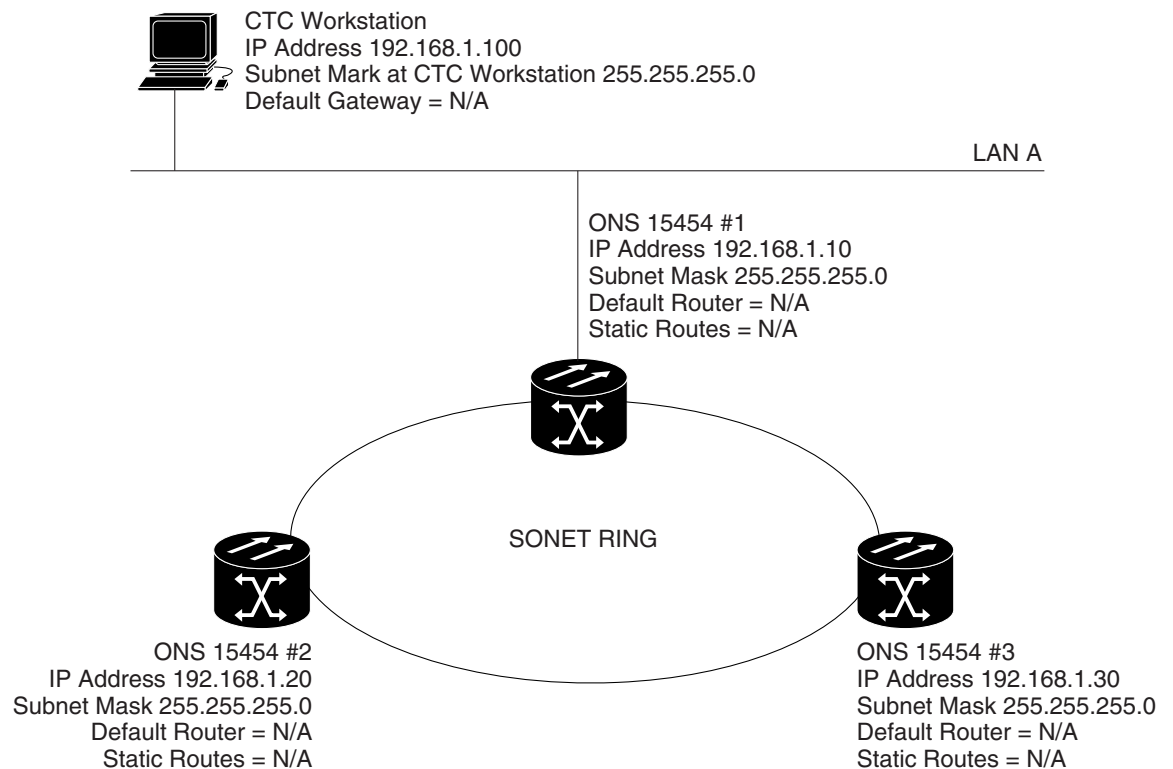 CTC Workstation
IP Address 192.168.1.100
Subnet Mark at CTC Workstation 255.255.255.0
Default Gateway = N/A
LAN A
ONS 15454 #1
IP Address 192.168.1.10
Subnet Mask 255.255.255.0
Default Router = N/A
Static Routes = N/A
SONET RING
ONS 15454 #2
IP Address 192.168.1.20
Subnet Mask 255.255.255.0
Default Router = N/A
Static Routes = N/A
ONS 15454 #3
IP Address 192.168.1.30
Subnet Mask 255.255.255.0
Default Router = N/A
Static Routes = N/A